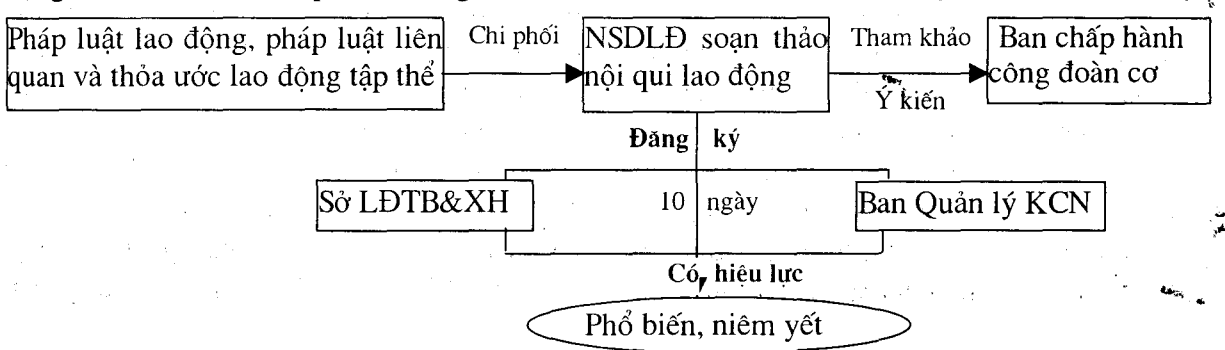 Pháp luật lao động, pháp luật liên
quan và thỏa ước lao động tập thể
Chi phối
NSDLĐ soạn thảo
nội qui lao động
Tham khảo
Ý kiến
Ban chấp hành
công đoàn cơ
Đăng ký
Sở LĐTB&XH
10 ngày
Ban Quản lý KCN
Có hiệu lực
Phổ biến, niêm yết